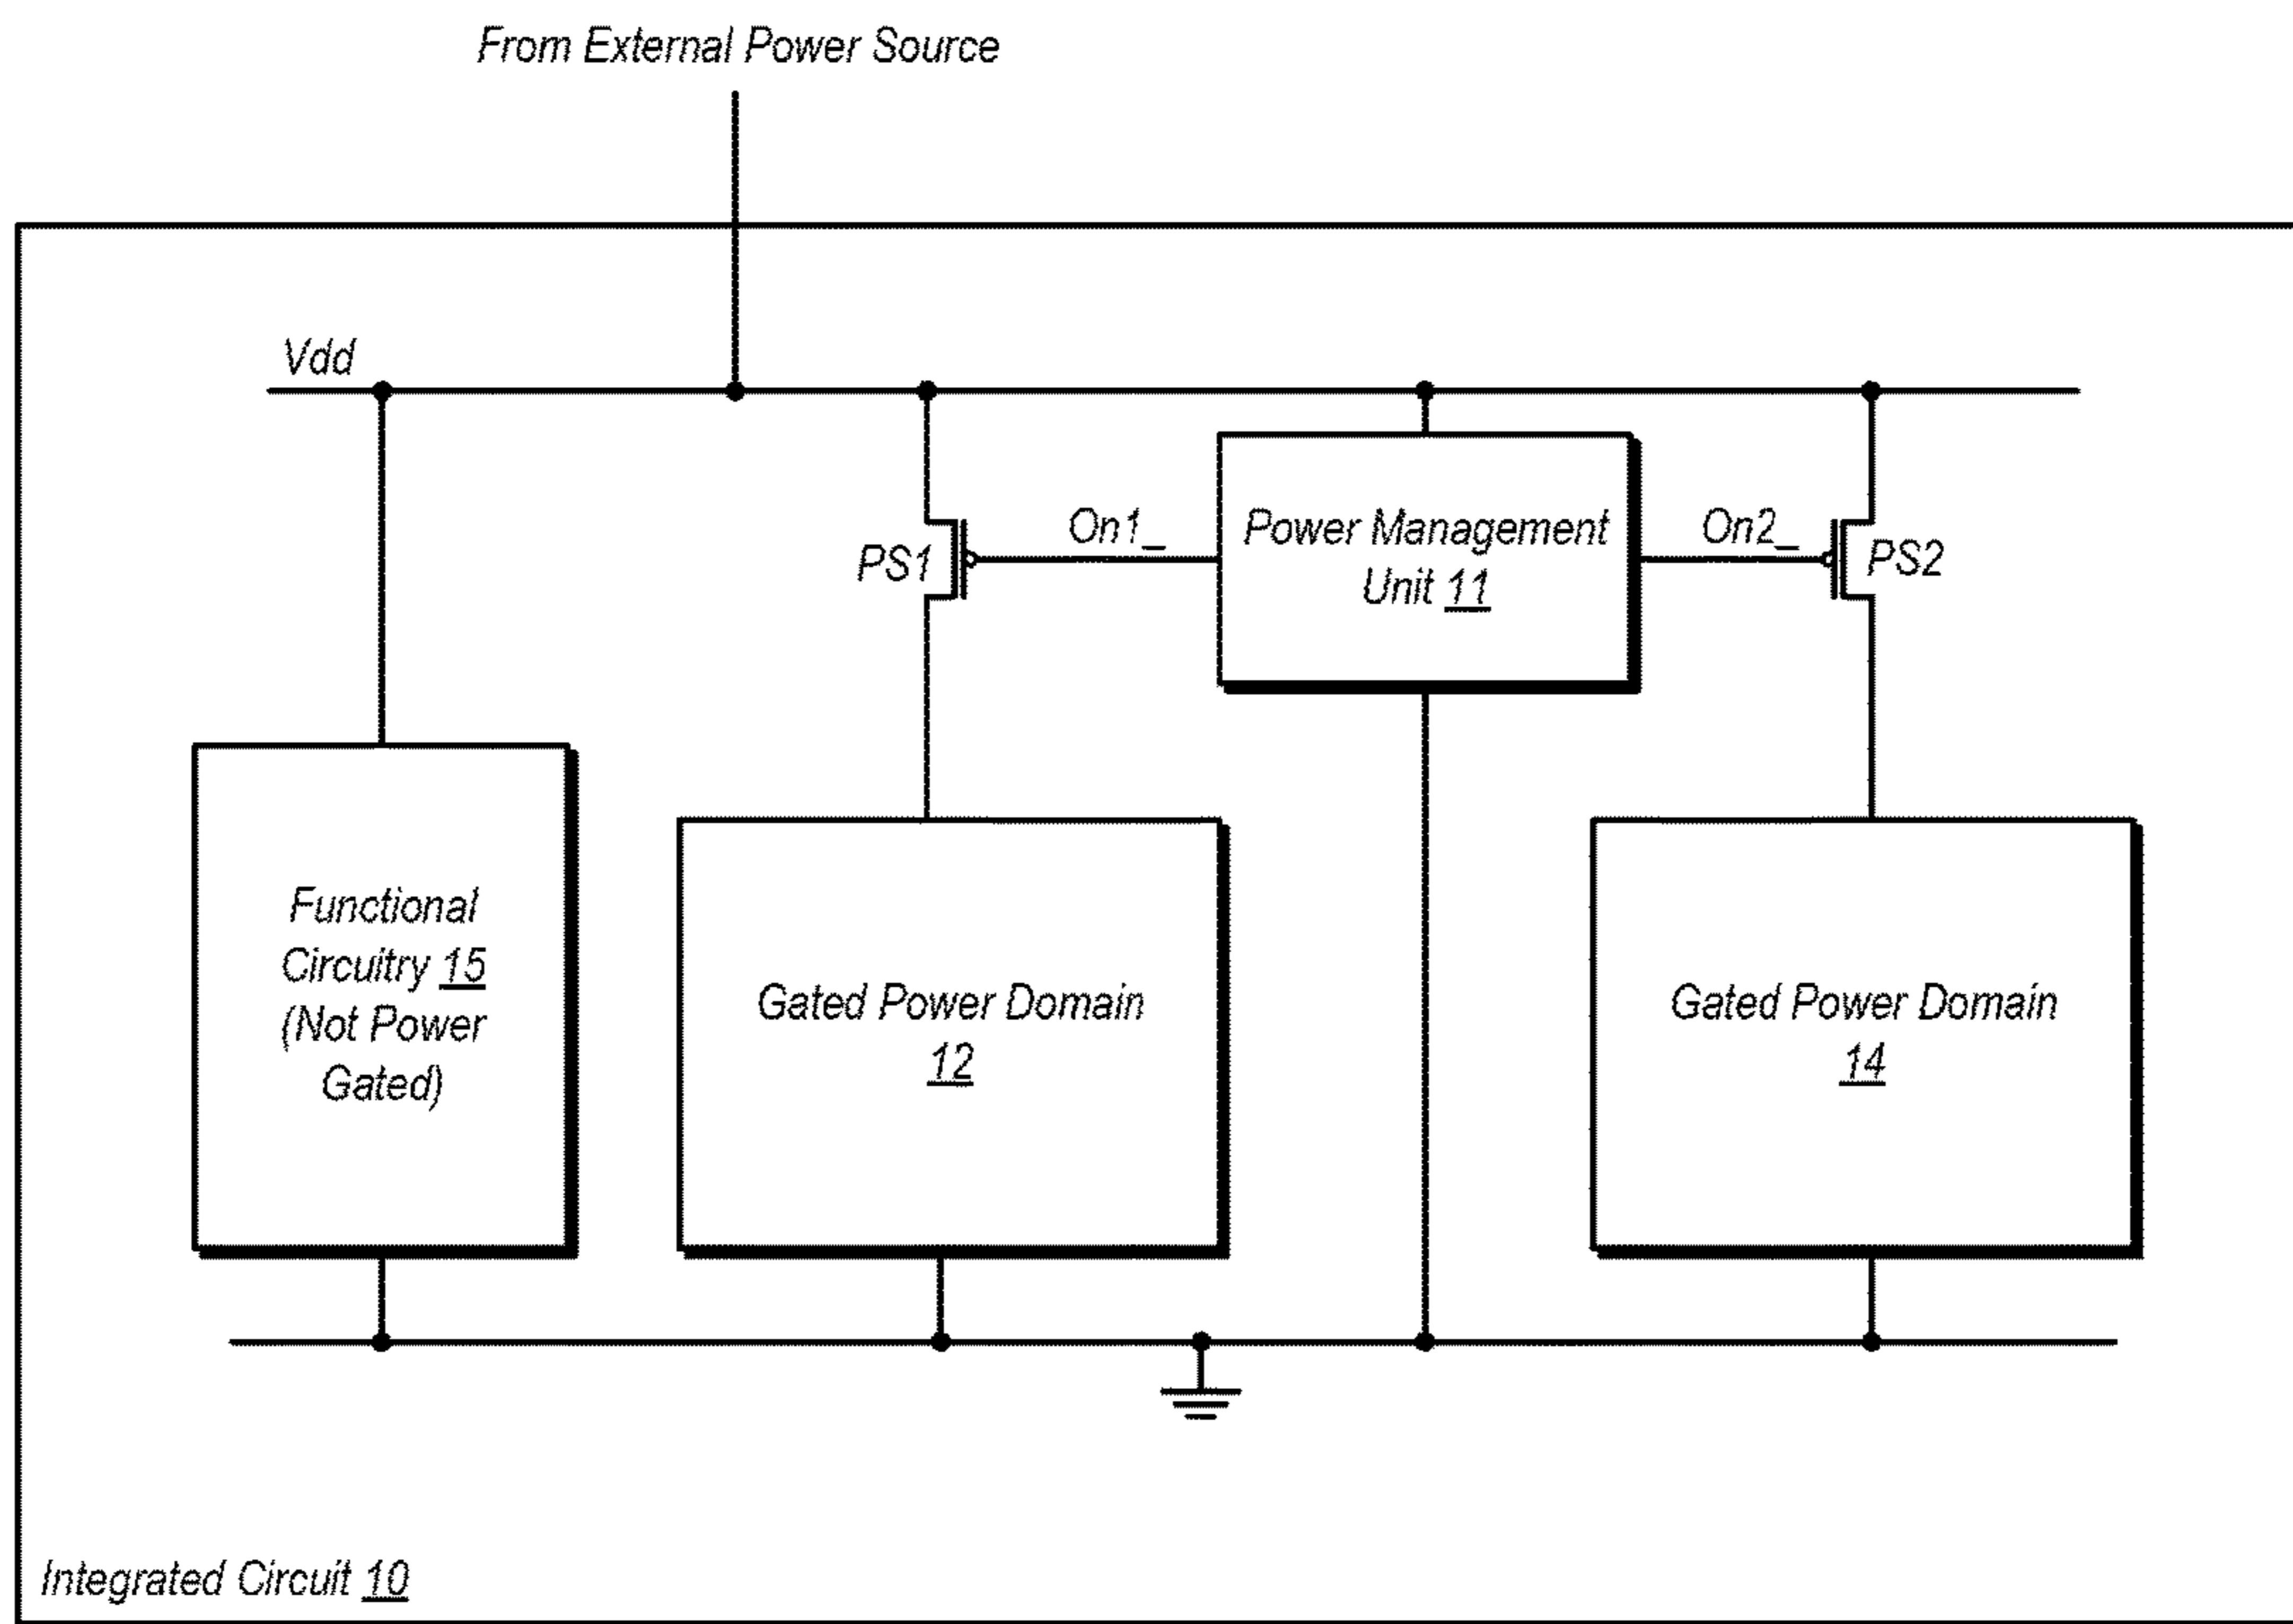 From External Power Source
Vdd
On1_
Power Management
Unit 11
On2_
PS1
PS2
Functional
Circuitry 15
(Not Power
Gated)
Gated Power Domain
12
Gated Power Domain
14
Integrated Circuit 10